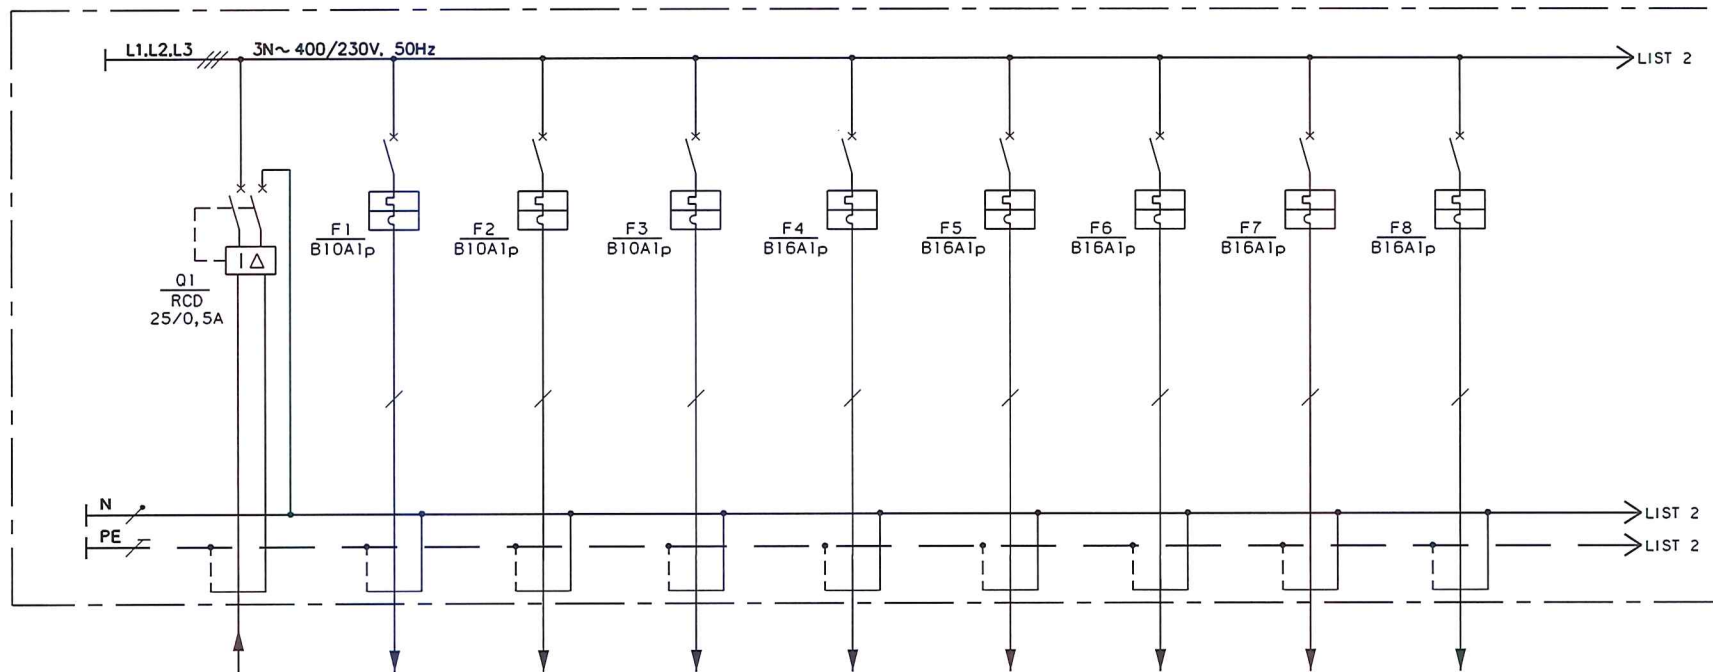 L1,L2,L3 3N~ 400/230V, 50Hz
LIST 2
Q1
RCD
25/0,5A
F1
B10A1p
F2
B10A1p
F3
B10A1p
F4
B16A1p
F5
B16A1p
F6
B16A1p
F7
B16A1p
F8
B16A1p
I Δ
N
LIST 2
PE
LIST 2